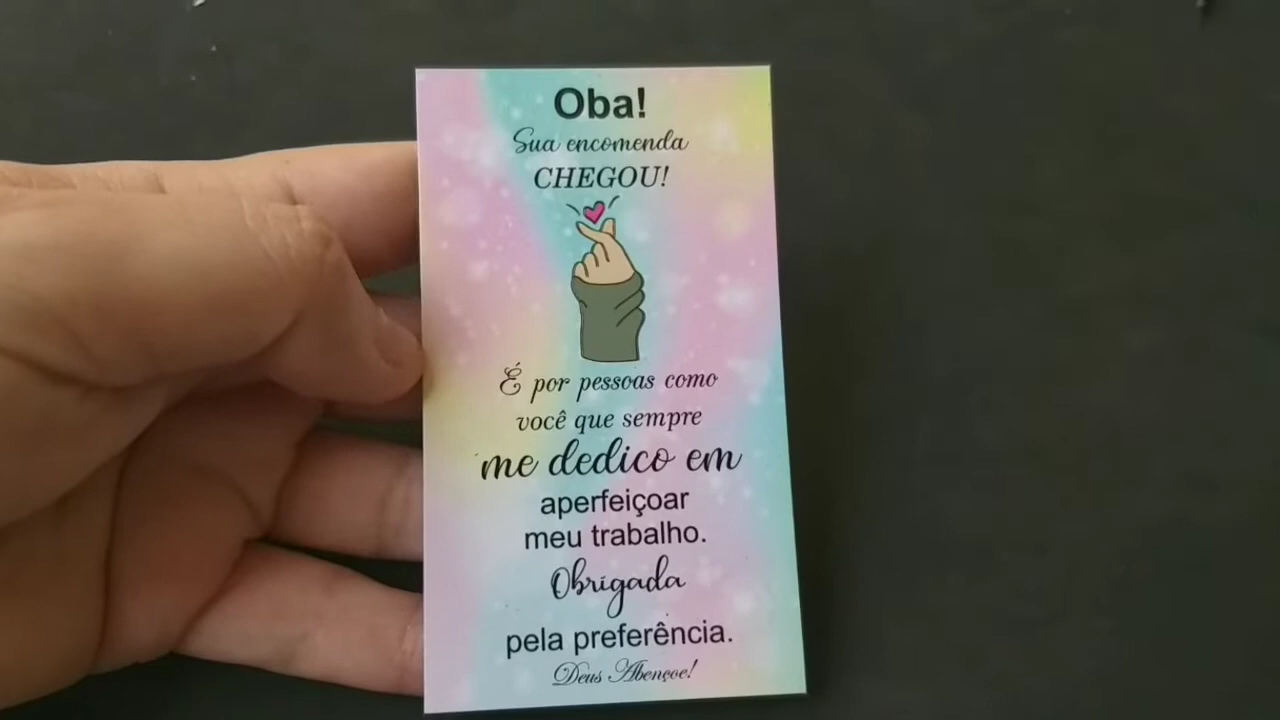 Oba!
Sua encomenda
CHEGOU!
É por pessoas como
você que sempre
me dedico em
aperfeiçoar
meu trabalho.
Obrigada
pela preferência.
Deus Abençoe!